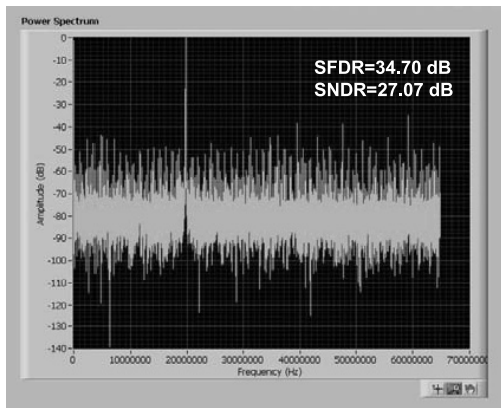 Power Spectrum
SFDR=34.70 dB
SNDR=27.07 dB
Amplitude (dB)
0-
-10-
-20-
-30-
-40-
-50-
-60-
-70-
-80-
-90-
-100-
-110-
-120-
-130-
-140-
0 10000000 20000000 30000000 40000000 50000000 60000000 70000000
Frequency (Hz)